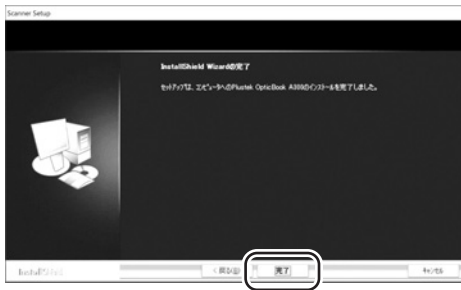 Scanner Setup
InstallShield Wizardの完了
セットアップは、コンピュータへのPlustek OpticBook A300のインストールを完了しました。
InstallShield
< 戻る(B)
完了
キャンセル